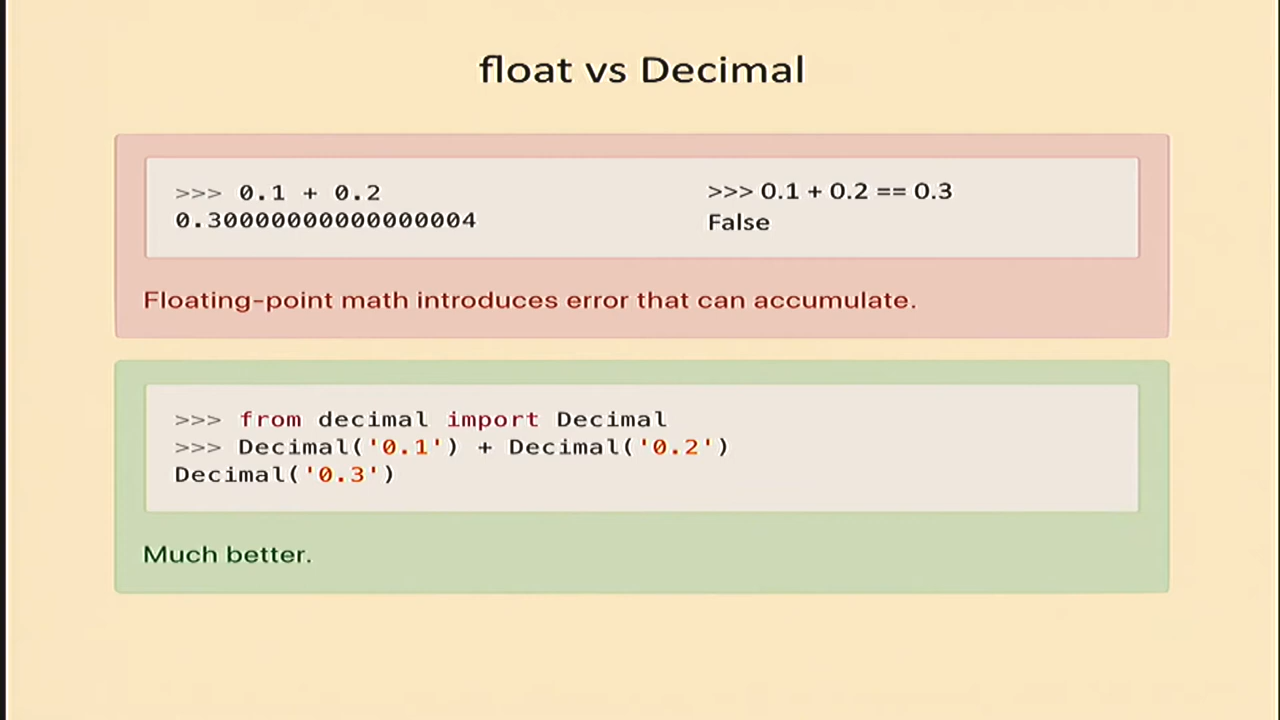 float vs Decimal
>>> 0.1 + 0.2
0.30000000000000004
>>> 0.1 + 0.2 == 0.3
False
Floating-point math introduces error that can accumulate.
>>> from decimal import Decimal
>>> Decimal('0.1') + Decimal('0.2')
Decimal('0.3')
Much better.